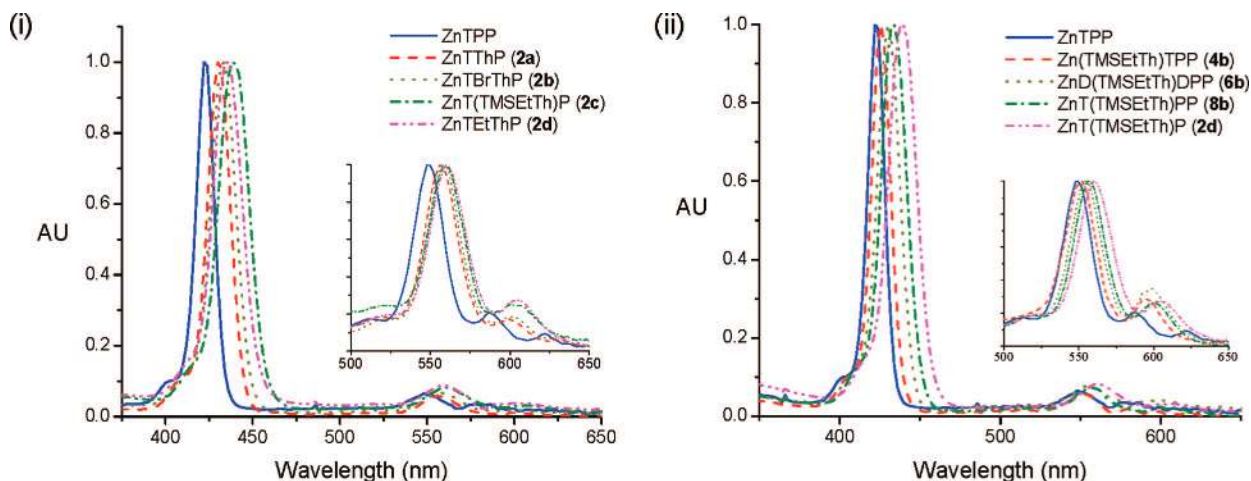 (i)
ZnTPP
ZnTThP (2a)
ZnTBrThP (2b)
ZnT(TMSEtTh)P (2c)
ZnTEtThP (2d)
1.0
0.8
0.6
0.4
0.2
0.0
AU
400
425
450
500
550
600
650
500
550
600
650
Wavelength (nm)
(ii)
ZnTPP
Zn(TMSEtTh)TPP (4b)
ZnD(TMSEtTh)DPP (6b)
ZnT(TMSEtTh)PP (8b)
ZnT(TMSEtTh)P (2d)
1.0
0.8
0.6
0.4
0.2
0.0
AU
400
500
600
500
550
600
650
Wavelength (nm)